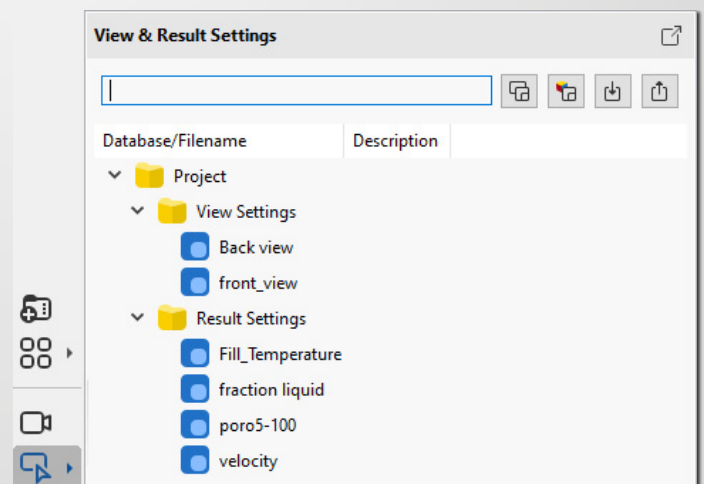 View & Result Settings
Database/Filename Description
Project
View Settings
Back view
front_view
Result Settings
Fill_Temperature
fraction liquid
poro5-100
velocity